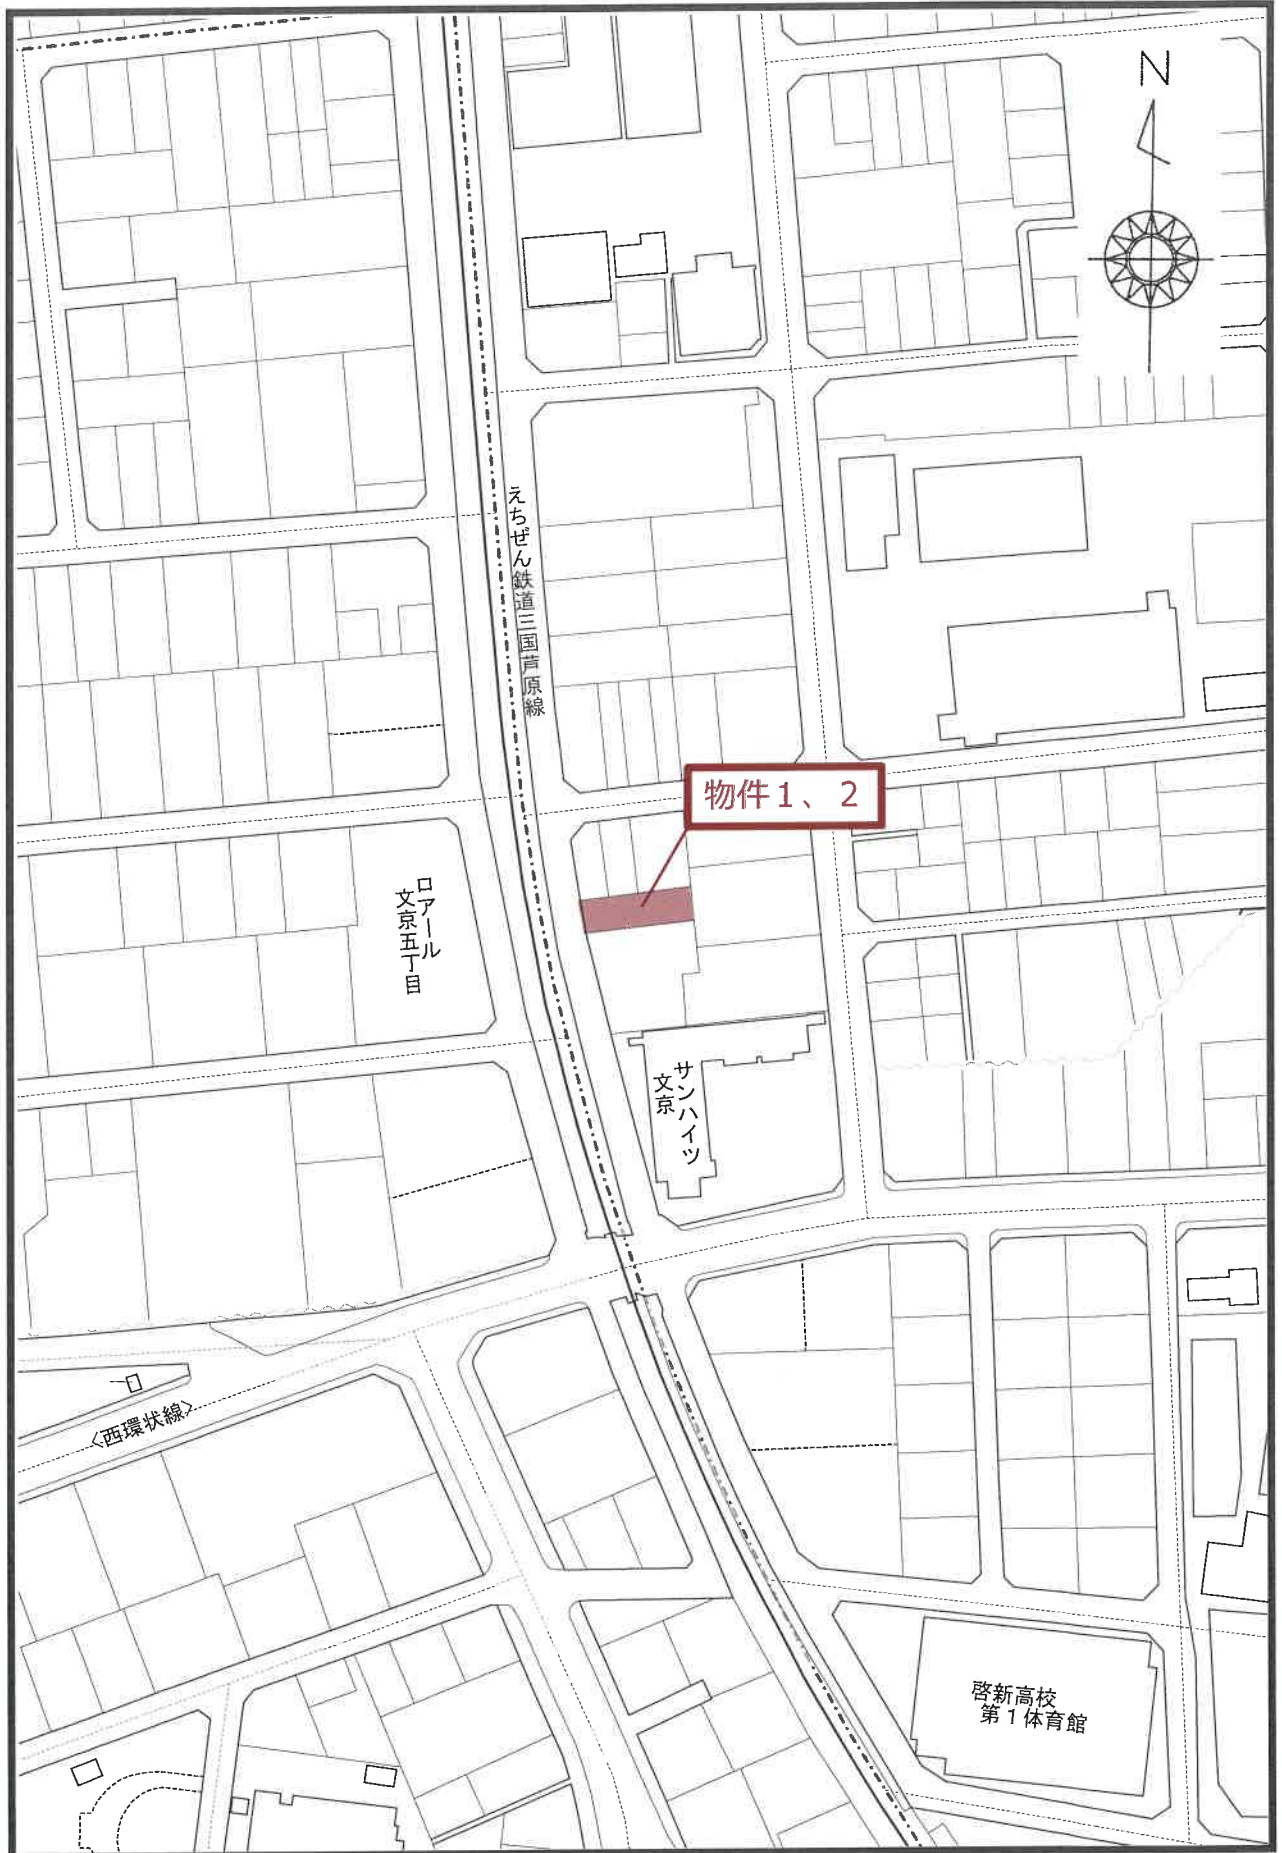 N
えちぜん鉄道三国芦原線
物件1、2
ロアール
文京五丁目
サンハイツ
文京
〈西環状線〉
啓新高校
第1体育館